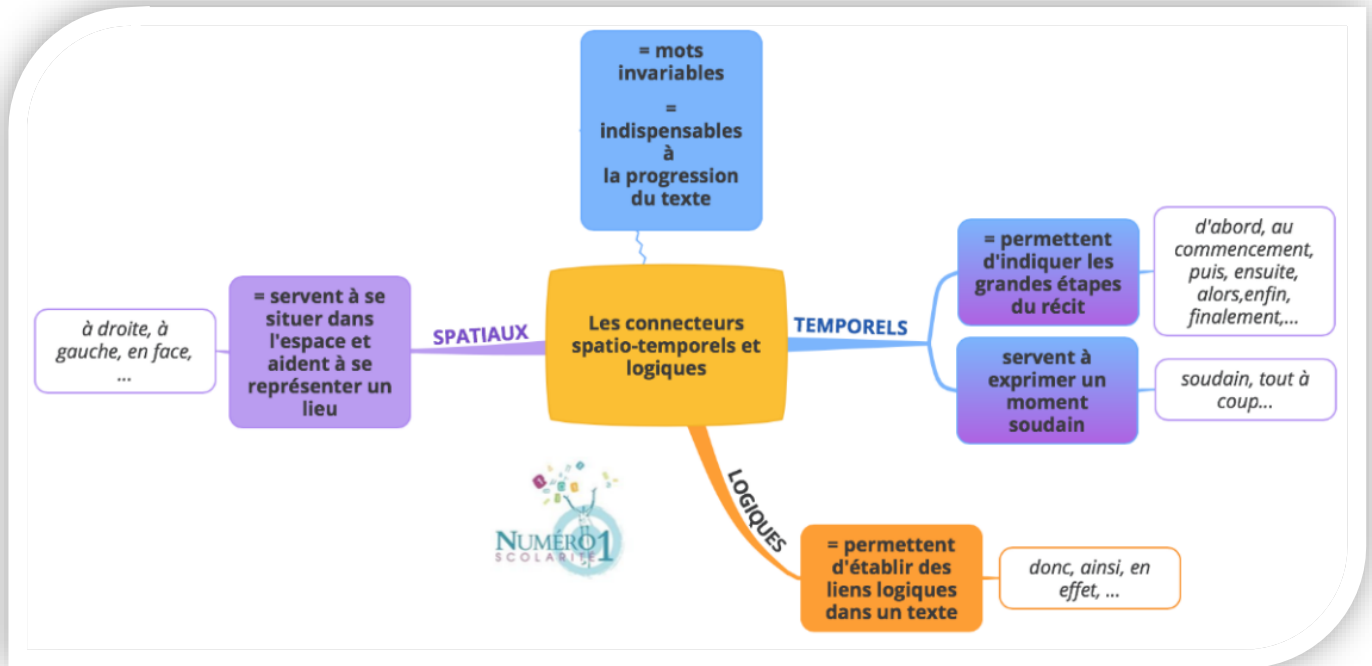 = mots
invariables
=
indispensables
à
la progression
du texte
Les connecteurs
spatio-temporels et
logiques
SPATIAUX
= servent à se
situer dans
l'espace et
aident à se
représenter un
lieu
à droite, à
gauche, en face,
...
TEMPORELS
= permettent
d'indiquer les
grandes étapes
du récit
d'abord, au
commencement,
puis, ensuite,
alors,enfin,
finalement,...
servent à
exprimer un
moment
soudain
soudain, tout à
coup...
LOGIQUES
= permettent
d'établir des
liens logiques
dans un texte
donc, ainsi, en
effet, ...
NUMÉRO1
SCOLARITÉ